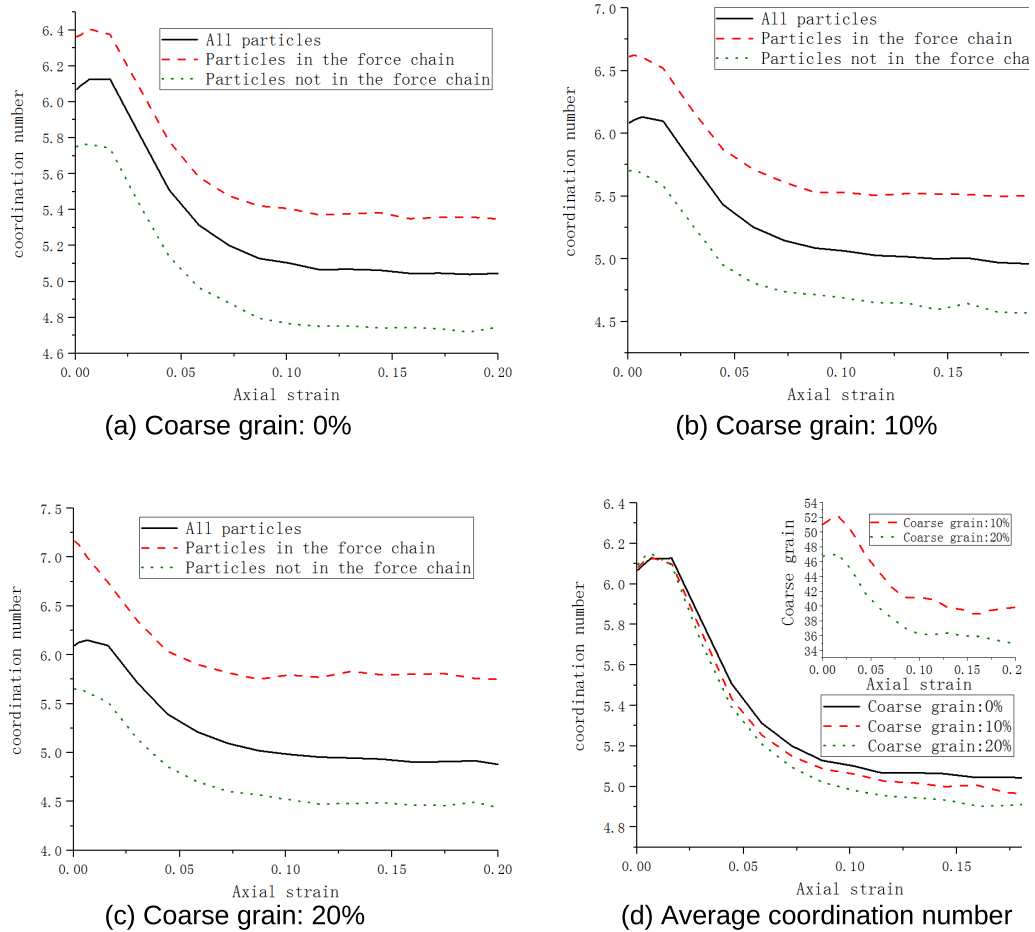 6.4
6.2
6.0
5.8
5.6
5.4
5.2
5.0
4.8
4.6
coordination number
All particles
Particles in the force chain
Particles not in the force chain
0.00 0.05 0.10 0.15 0.20
Axial strain
(a) Coarse grain: 0%
7.0
6.5
6.0
5.5
5.0
4.5
coordination number
All particles
Particles in the force chain
Particles not in the force cha
0.00 0.05 0.10 0.15
Axial strain
(b) Coarse grain: 10%
7.5
7.0
6.5
6.0
5.5
5.0
4.5
4.0
coordination number
All particles
Particles in the force chain
Particles not in the force chain
0.00 0.05 0.10 0.15 0.20
Axial strain
(c) Coarse grain: 20%
6.4
6.2
6.0
5.8
5.6
5.4
5.2
5.0
4.8
coordination number
54
52
50
48
46
44
42
40
38
36
34
Coarse grain
Coarse grain:10%
Coarse grain:20%
0.00 0.05 0.10 0.15 0.2
Axial strain
Coarse grain:0%
Coarse grain:10%
Coarse grain:20%
0.00 0.05 0.10 0.15
Axial strain
(d) Average coordination number